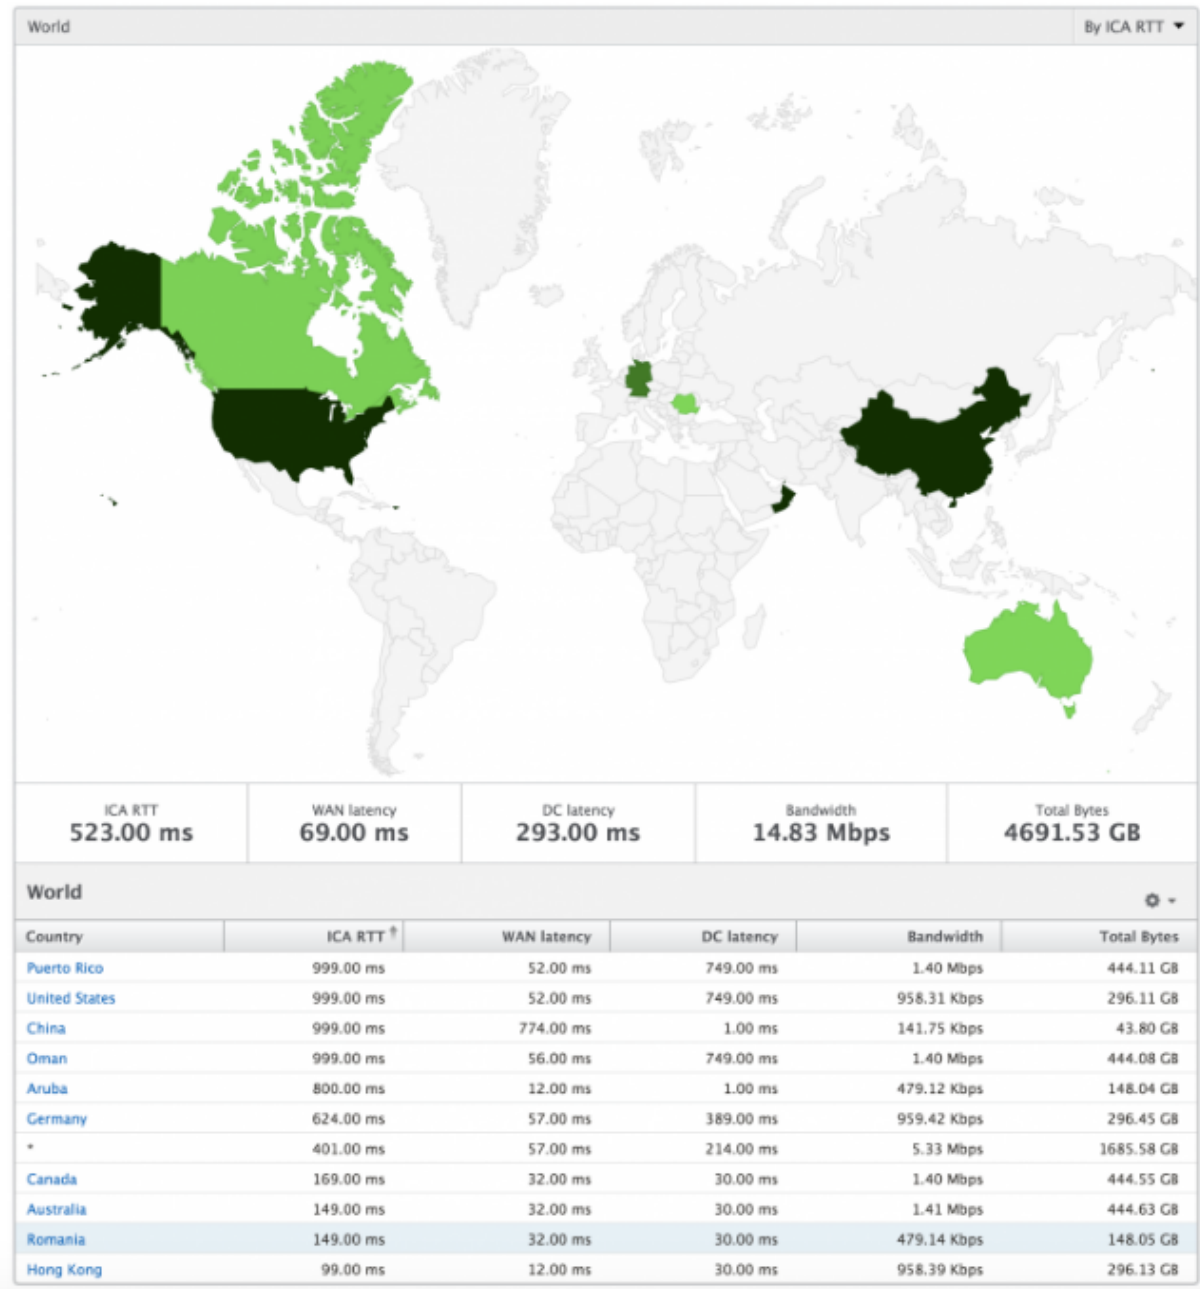 World By ICA RTT
ICA RTT WAN latency DC latency Bandwidth Total Bytes
523.00 ms 69.00 ms 293.00 ms 14.83 Mbps 4691.53 GB
World
Country ICA RTT WAN latency DC latency Bandwidth Total Bytes
Puerto Rico 999.00 ms 52.00 ms 749.00 ms 1.40 Mbps 444.11 GB
United States 999.00 ms 52.00 ms 749.00 ms 958.31 Kbps 296.11 GB
China 999.00 ms 774.00 ms 1.00 ms 141.75 Kbps 43.80 GB
Oman 999.00 ms 56.00 ms 749.00 ms 1.40 Mbps 444.08 GB
Aruba 800.00 ms 12.00 ms 1.00 ms 479.12 Kbps 148.04 GB
Germany 624.00 ms 57.00 ms 389.00 ms 959.42 Kbps 296.45 GB
* 401.00 ms 57.00 ms 214.00 ms 5.33 Mbps 1685.58 GB
Canada 169.00 ms 32.00 ms 30.00 ms 1.40 Mbps 444.55 GB
Australia 149.00 ms 32.00 ms 30.00 ms 1.41 Mbps 444.63 GB
Romania 149.00 ms 32.00 ms 30.00 ms 479.14 Kbps 148.05 GB
Hong Kong 99.00 ms 12.00 ms 30.00 ms 958.39 Kbps 296.13 GB